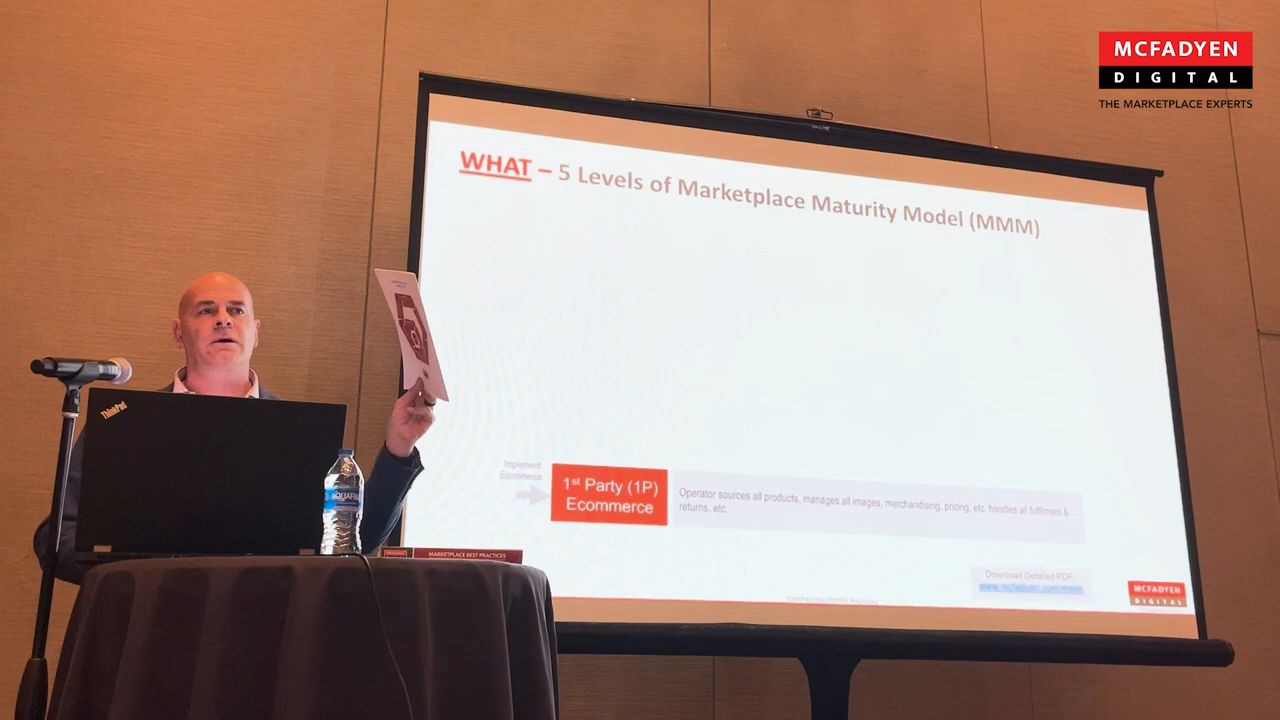 MCFADYEN
DIGITAL
THE MARKETPLACE EXPERTS
WHAT – 5 Levels of Marketplace Maturity Model (MMM)
Implement
Ecommerce
1st Party (1P)
Ecommerce
Operator sources all products, manages all images, merchandising, pricing, etc. handles all fulfilment &
returns, etc.
Download Detailed PDF:
www.mcfadyen.com/mmm
MCFADYEN
DIGITAL
ThinkPad
AQUAFINA
MARKETPLACE BEST PRACTICES